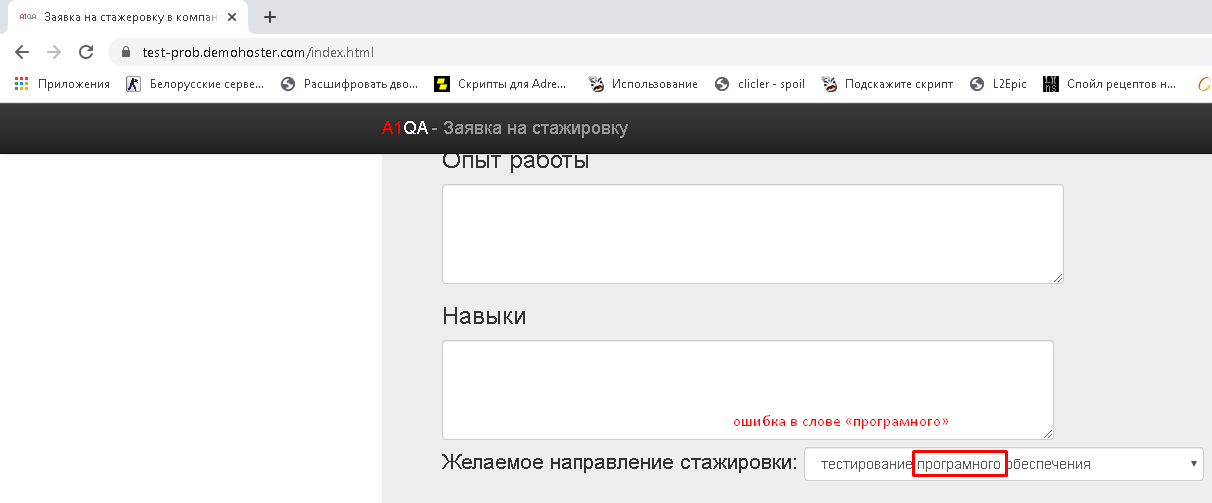 Заявка на стажеровку в компан
test-prob.demohoster.com/index.html
Приложения Белорусские серве... Расшифровать дво... Скрипты для Adre... Использование clicler - spoil Подскажите скрипт L2Epic Спойл рецептов н...
A1QA - Заявка на стажировку
Опыт работы
Навыки
ошибка в слове «програмного»
Желаемое направление стажировки: тестирование програмного обеспечения